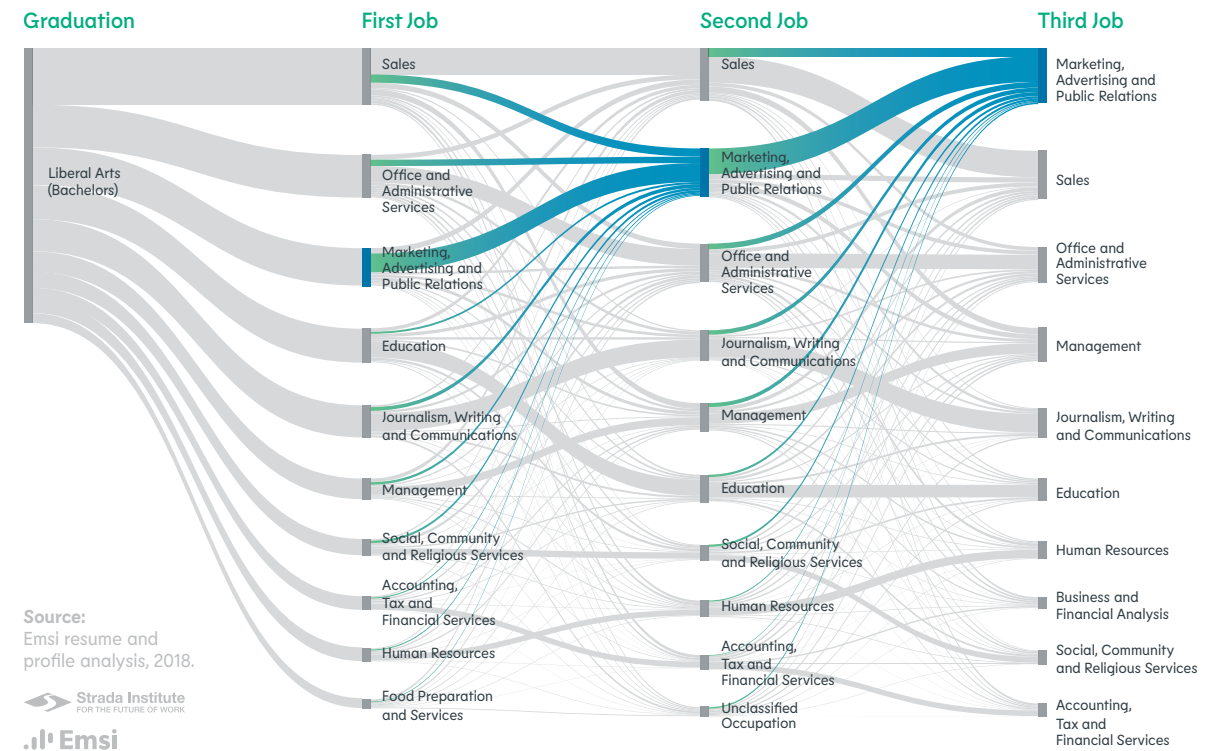 Graduation
First Job
Second Job
Third Job
Liberal Arts
(Bachelors)
Sales
Office and
Administrative
Services
Marketing,
Advertising and
Public Relations
Education
Journalism, Writing
and Communications
Management
Social, Community
and Religious Services
Accounting,
Tax and
Financial Services
Human Resources
Food Preparation
and Services
Sales
Marketing,
Advertising and
Public Relations
Office and
Administrative
Services
Journalism, Writing
and Communications
Management
Education
Social, Community
and Religious Services
Human Resources
Accounting,
Tax and
Financial Services
Unclassified
Occupation
Marketing,
Advertising and
Public Relations
Sales
Office and
Administrative
Services
Management
Journalism, Writing
and Communications
Education
Human Resources
Business and
Financial Analysis
Social, Community
and Religious Services
Accounting,
Tax and
Financial Services
Source:
Emsi resume and
profile analysis, 2018.
Strada Institute
FOR THE FUTURE OF WORK
Emsi